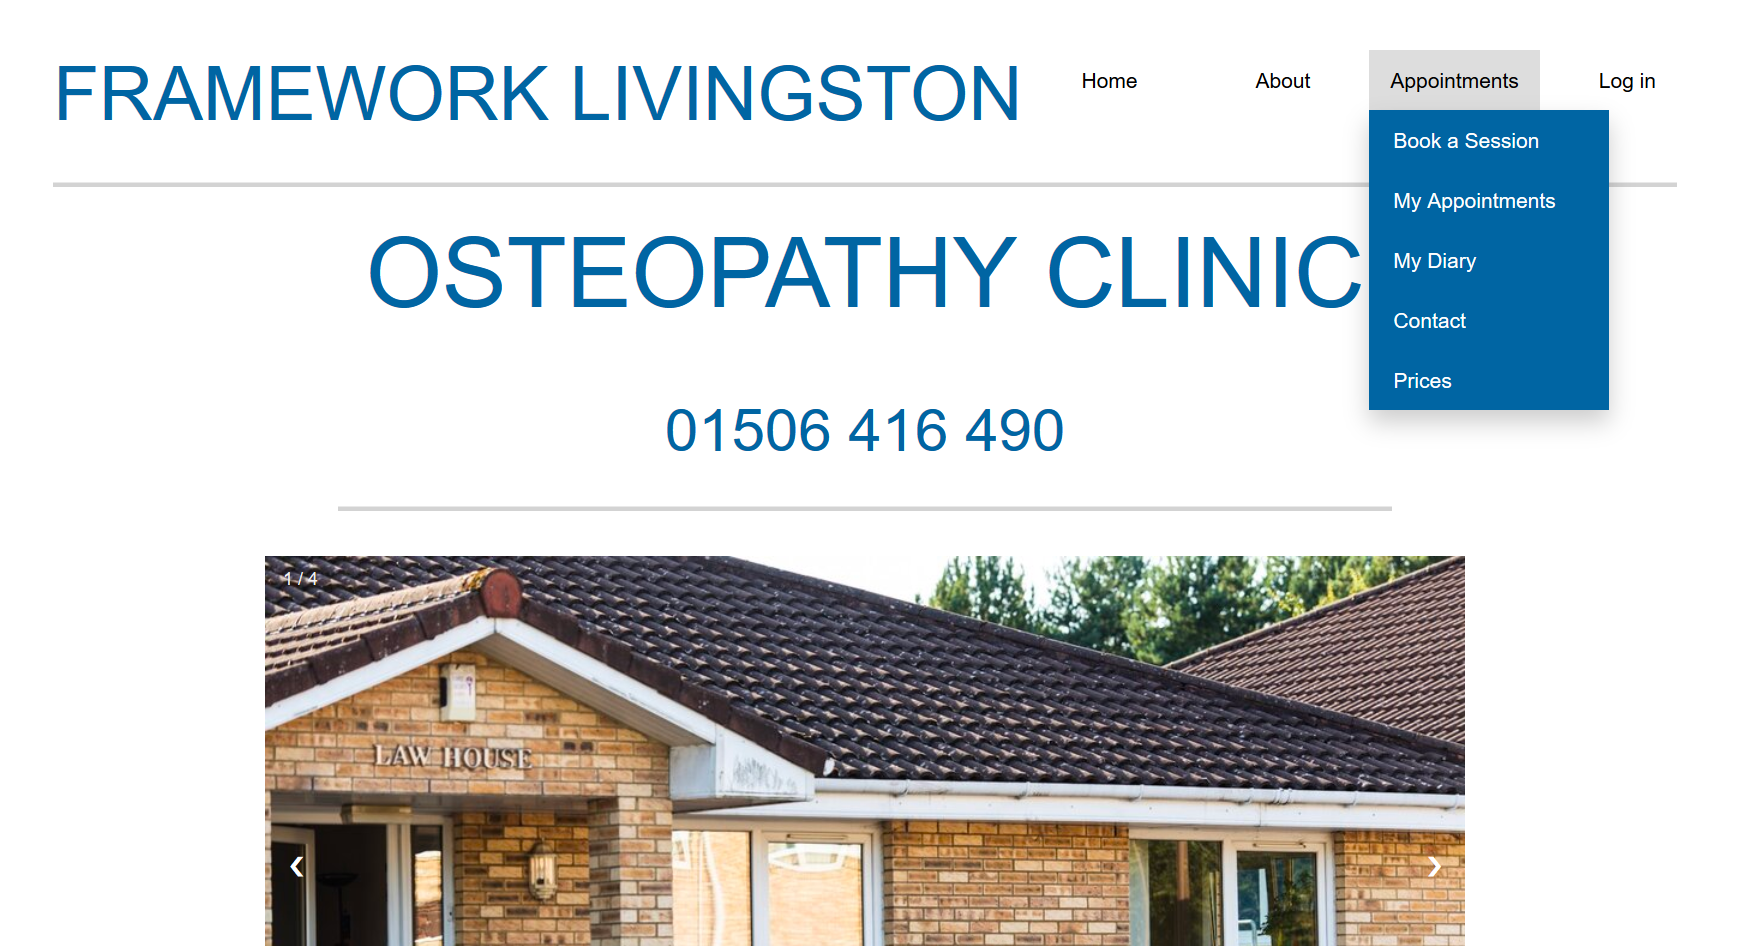 FRAMEWORK LIVINGSTON
Home
About
Appointments
Log in
Book a Session
My Appointments
My Diary
Contact
Prices
OSTEOPATHY CLINIC
01506 416 490
1 / 4
LAW HOUSE